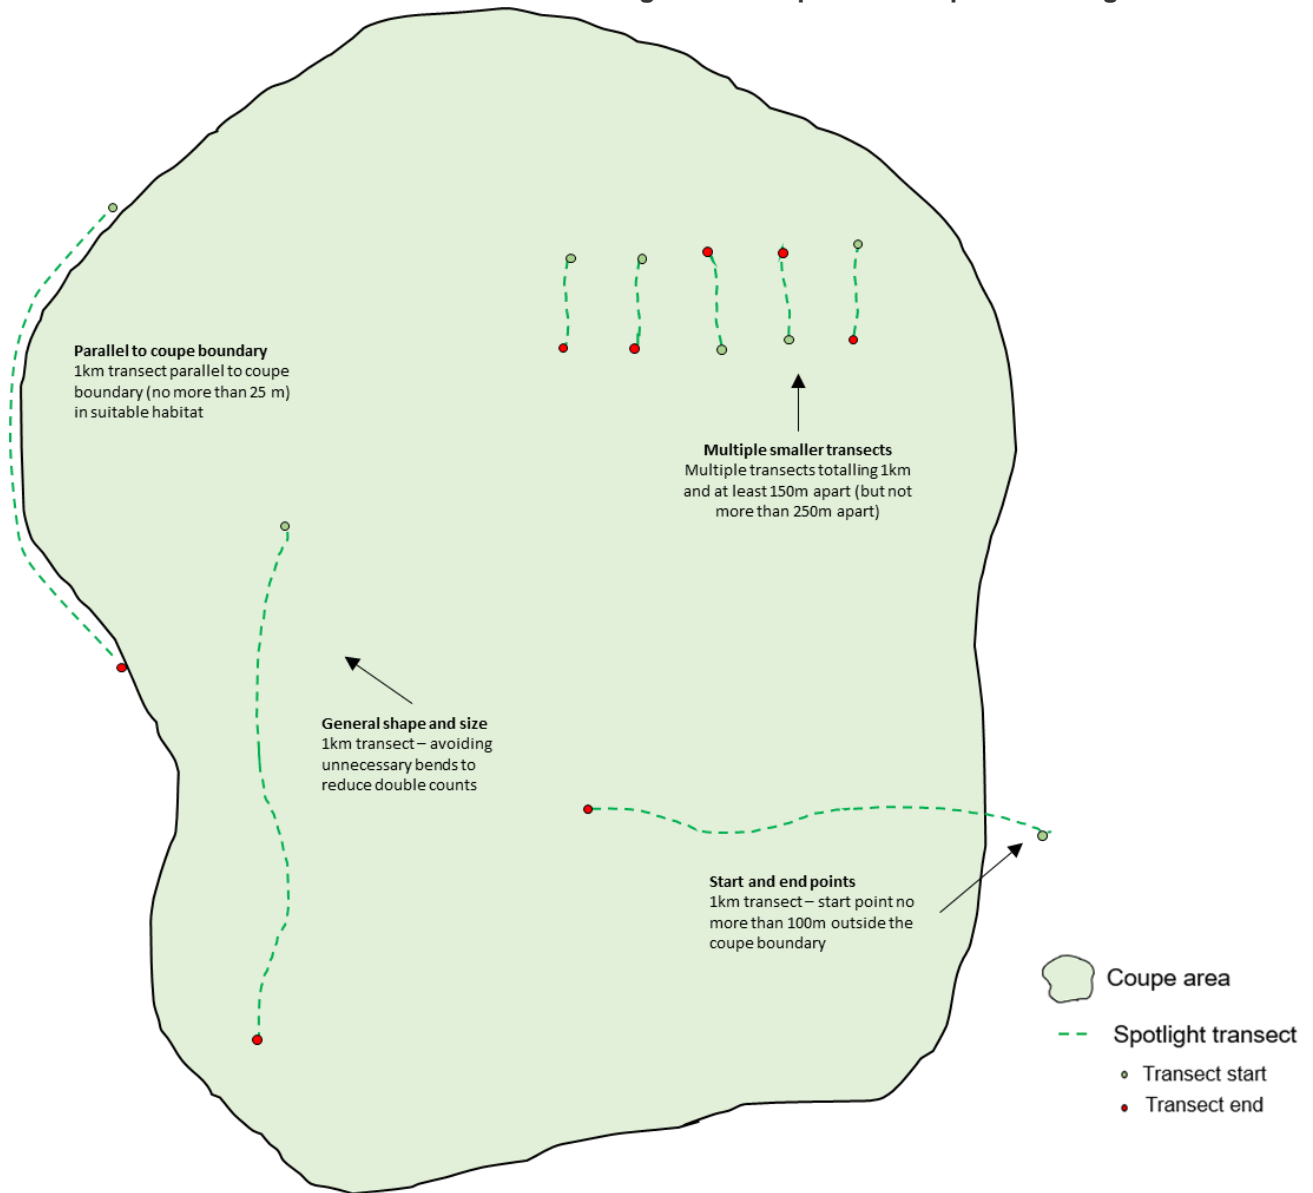 Parallel to coupe boundary
1km transect parallel to coupe
boundary (no more than 25 m)
in suitable habitat
Multiple smaller transects
Multiple transects totalling 1km
and at least 150m apart (but not
more than 250m apart)
General shape and size
1km transect – avoiding
unnecessary bends to
reduce double counts
Start and end points
1km transect – start point no
more than 100m outside the
coupe boundary
Coupe area
Spotlight transect
Transect start
Transect end